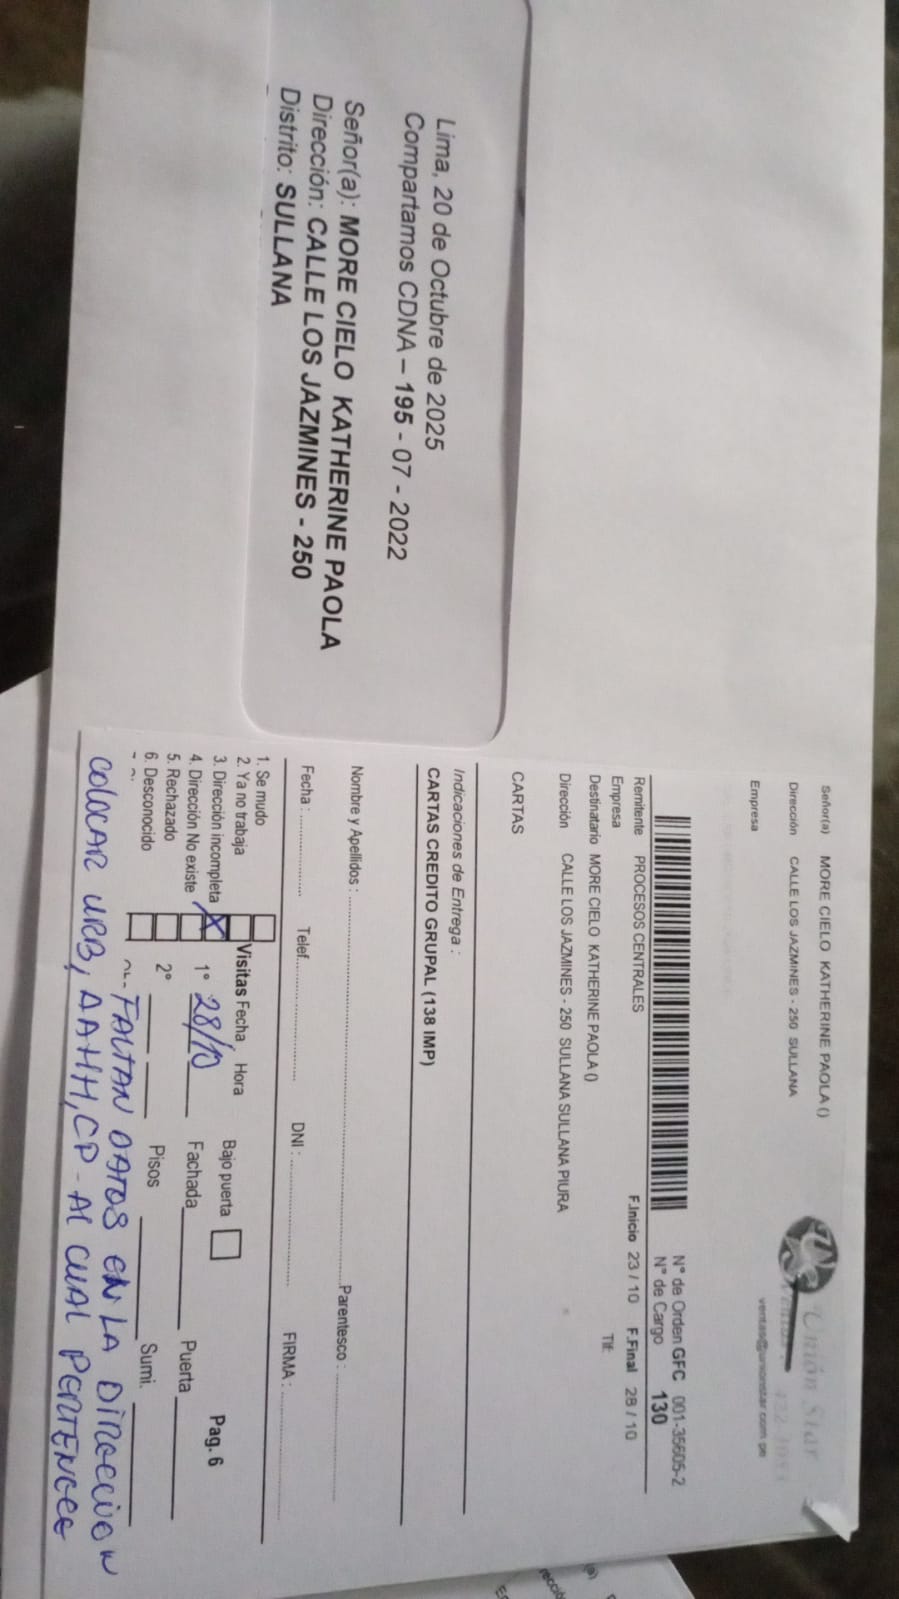 Lima, 20 de Octubre de 2025
Compartamos CDNA – 195 - 07 - 2022
Señor(a): MORE CIELO KATHERINE PAOLA
Dirección: CALLE LOS JAZMINES - 250
Distrito: SULLANA
Unión Star
ventas@unionstar.com.pe
Señor(a) MORE CIELO KATHERINE PAOLA ()
Dirección CALLE LOS JAZMINES - 250 SULLANA
Empresa
N° de Orden GFC 001-35605-2
N° de Cargo 130
F.Inicio 23 / 10 F.Final 28 / 10
Remitente PROCESOS CENTRALES
Empresa Tlf:
Destinatario MORE CIELO KATHERINE PAOLA ()
Dirección CALLE LOS JAZMINES - 250 SULLANA SULLANA PIURA
CARTAS
Indicaciones de Entrega :
CARTAS CREDITO GRUPAL (138 IMP)
Nombre y Apellidos : Parentesco :
Fecha : Telef. DNI : FIRMA :
1. Se mudo
2. Ya no trabaja Visitas Fecha Hora Bajo puerta Pag. 6
3. Dirección incompleta X
4. Dirección No existe 1° 28/10 Fachada Puerta
5. Rechazado 2° Pisos Sumi.
6. Desconocido
FALTAN DATOS EN LA DIRECCION
COLOCAR URB, AAHH, CP - AL CUAL PERTENECE